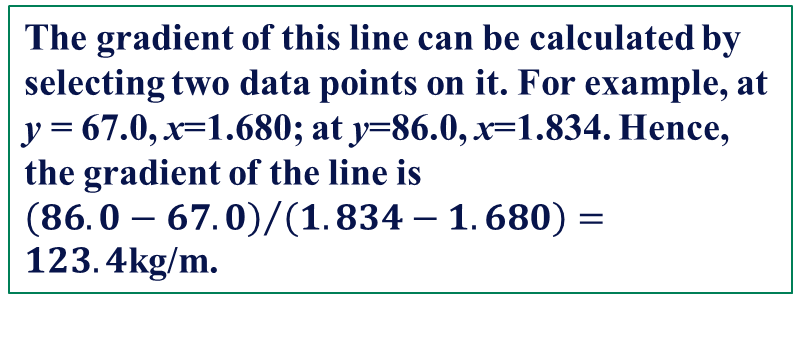 The gradient of this line can be calculated by
selecting two data points on it. For example, at
y = 67.0, x=1.680; at y=86.0, x=1.834. Hence,
the gradient of the line is
(86.0 − 67.0)/(1.834 − 1.680) =
123.4kg/m.